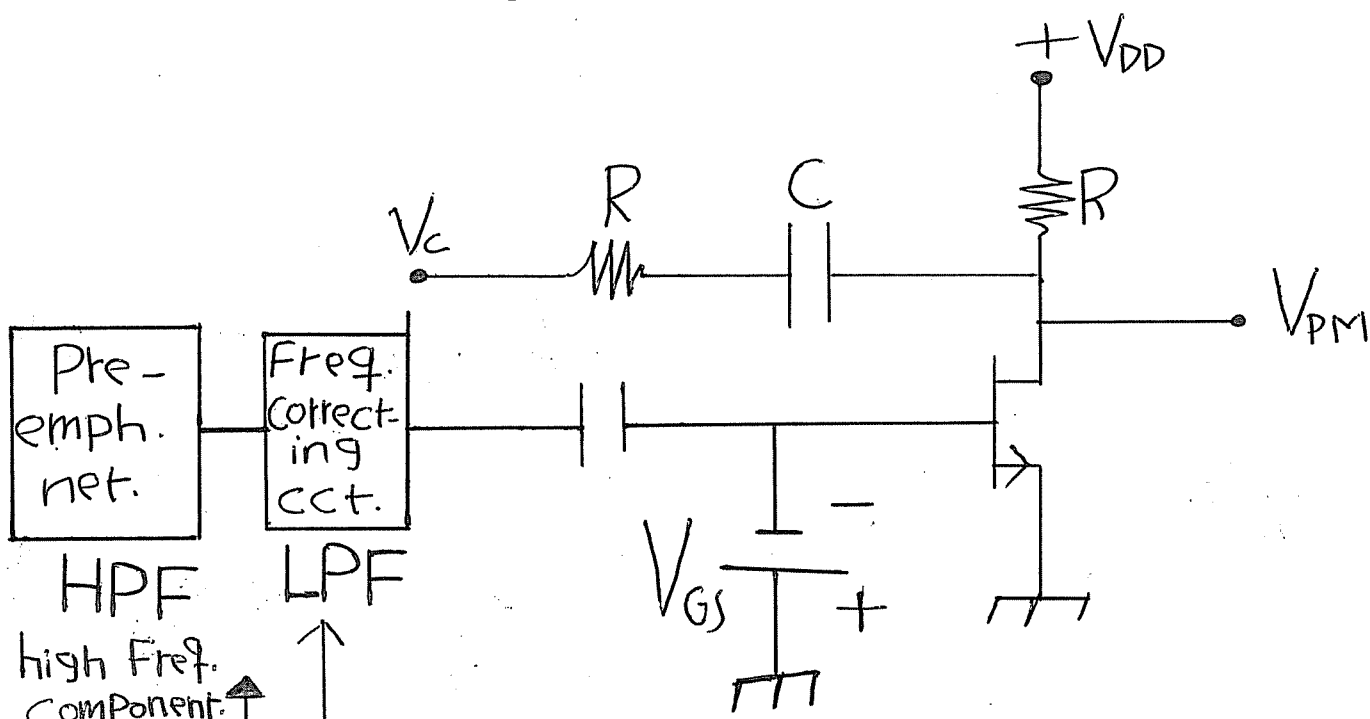 + VDD
R
C
R
Vc
VPM
Pre-
emph.
net.
Freq.
Correct-
ing
CCt.
HPF
LPF
VGS
-
+
high Freq.
Component.